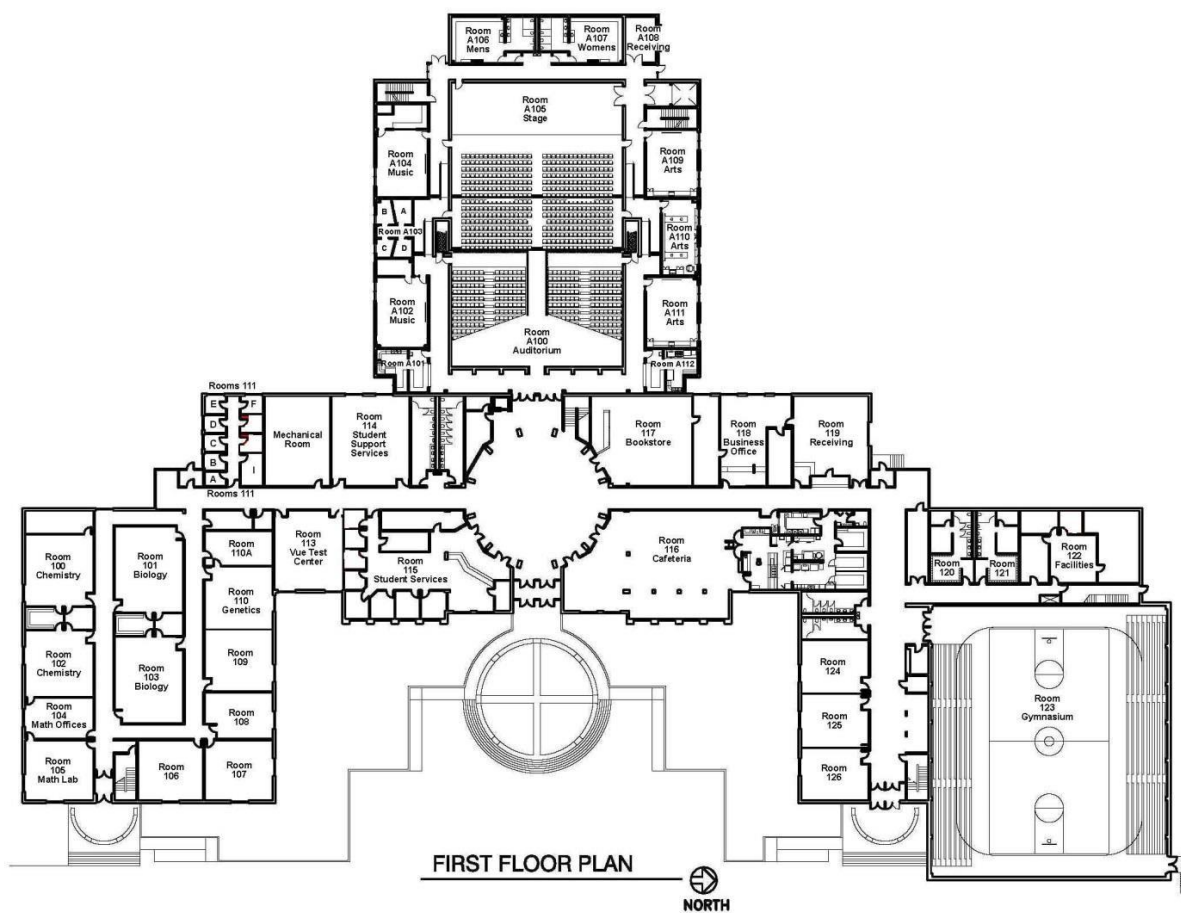 Room
A106
Mens
Room
A107
Womens
Room
A108
Receiving
Room
A105
Stage
Room
A104
Music
Room
A109
Arts
B
A
Room A103
C
D
Room
A110
Arts
Room
A102
Music
Room
A111
Arts
Room
A100
Auditorium
Room A101
Room A112
Rooms 111
E
F
D
C
B
A
I
Rooms 111
Mechanical
Room
Room
114
Student
Support
Services
Room
117
Bookstore
Room
118
Business
Office
Room
119
Receiving
Room
100
Chemistry
Room
101
Biology
Room
110A
Room
113
Vue Test
Center
Room
115
Student Services
Room
116
Cafeteria
Room
120
Room
121
Room
122
Facilities
Room
110
Genetics
Room
102
Chemistry
Room
103
Biology
Room
109
Room
104
Math Offices
Room
108
Room
105
Math Lab
Room
106
Room
107
Room
124
Room
125
Room
126
Room
123
Gymnasium
FIRST FLOOR PLAN
NORTH